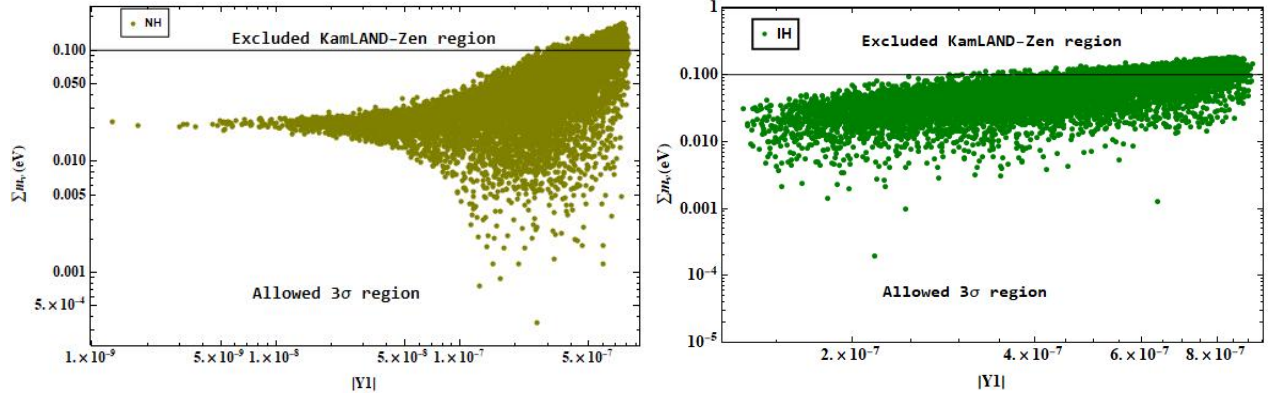 NH
Excluded KamLAND-Zen region
0.100
0.050
0.010
0.005
0.001
5.×10⁻⁴
∑mᵥ(eV)
Allowed 3σ region
1.×10⁻⁹
5.×10⁻⁹
1.×10⁻⁸
5.×10⁻⁸
1.×10⁻⁷
5.×10⁻⁷
|Y1|
IH
Excluded KamLAND-Zen region
1
0.100
0.010
0.001
10⁻⁴
10⁻⁵
∑mᵥ(eV)
Allowed 3σ region
2.×10⁻⁷
4.×10⁻⁷
6.×10⁻⁷
8.×10⁻⁷
|Y1|